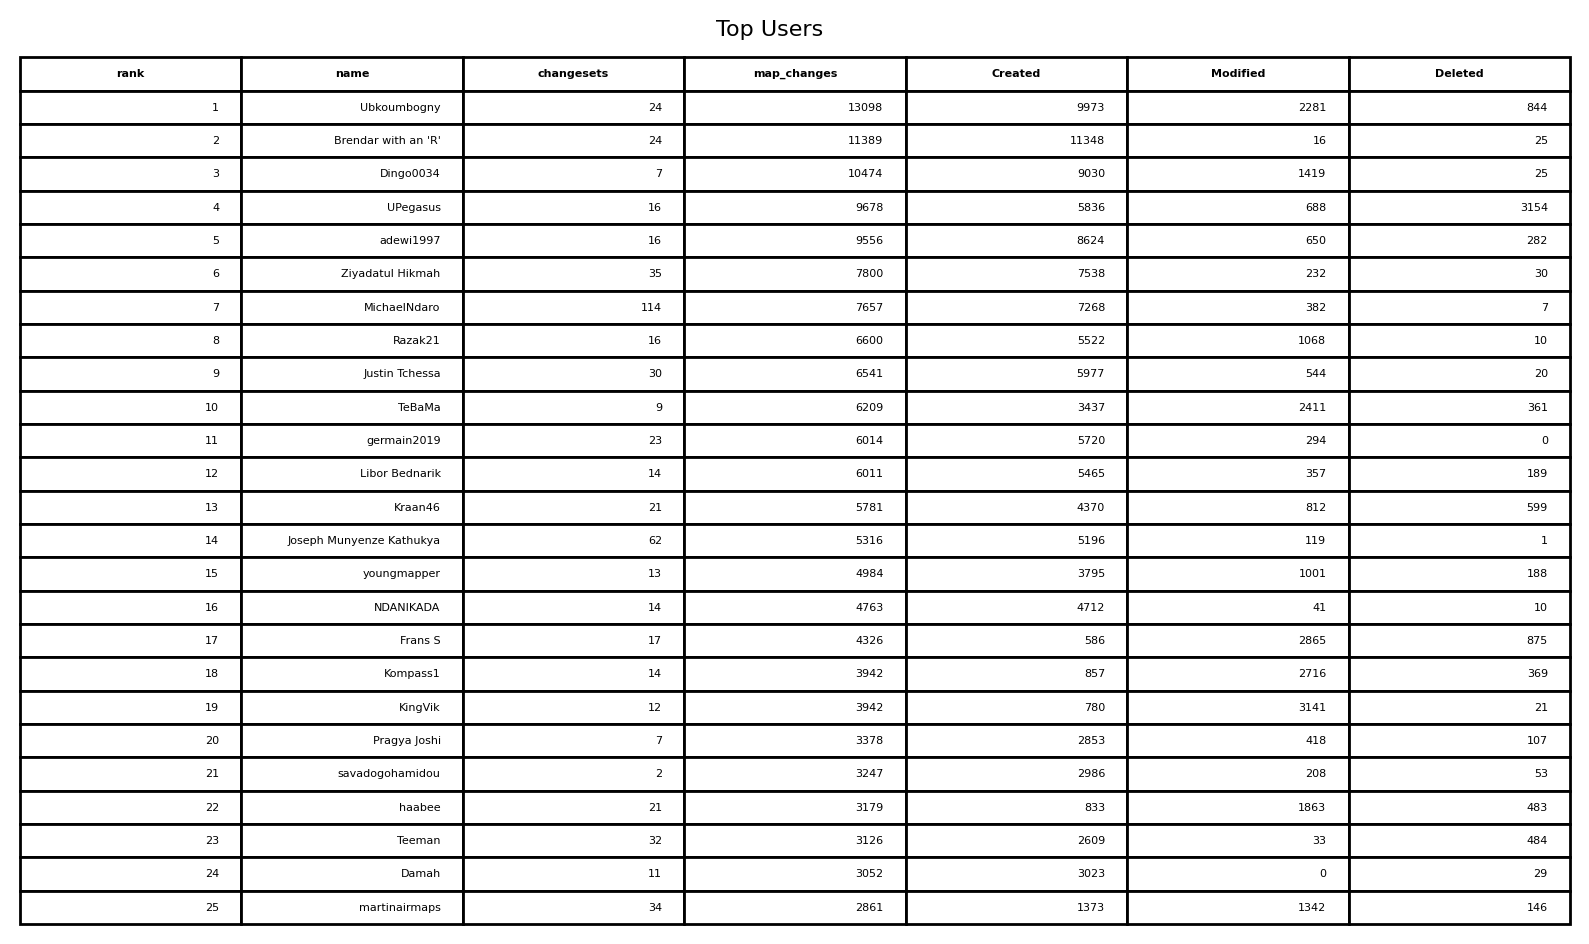 Top Users
rank name changesets map_changes Created Modified Deleted
1 Ubkoumbogny 24 13098 9973 2281 844
2 Brendar with an 'R' 24 11389 11348 16 25
3 Dingo0034 7 10474 9030 1419 25
4 UPegasus 16 9678 5836 688 3154
5 adewi1997 16 9556 8624 650 282
6 Ziyadatul Hikmah 35 7800 7538 232 30
7 MichaelNdaro 114 7657 7268 382 7
8 Razak21 16 6600 5522 1068 10
9 Justin Tchessa 30 6541 5977 544 20
10 TeBaMa 9 6209 3437 2411 361
11 germain2019 23 6014 5720 294 0
12 Libor Bednarik 14 6011 5465 357 189
13 Kraan46 21 5781 4370 812 599
14 Joseph Munyenze Kathukya 62 5316 5196 119 1
15 youngmapper 13 4984 3795 1001 188
16 NDANIKADA 14 4763 4712 41 10
17 Frans S 17 4326 586 2865 875
18 Kompass1 14 3942 857 2716 369
19 KingVik 12 3942 780 3141 21
20 Pragya Joshi 7 3378 2853 418 107
21 savadogohamidou 2 3247 2986 208 53
22 haabee 21 3179 833 1863 483
23 Teeman 32 3126 2609 33 484
24 Damah 11 3052 3023 0 29
25 martinairmaps 34 2861 1373 1342 146